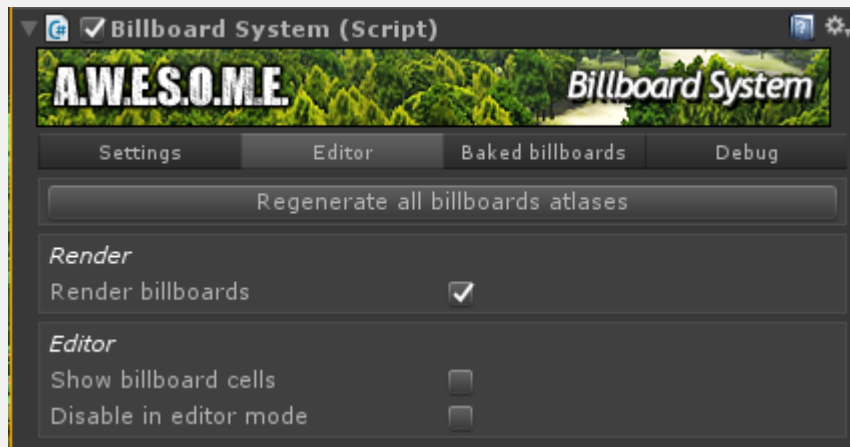 Billboard System (Script)
A.W.E.S.O.M.E. Billboard System
Settings Editor Baked billboards Debug
Regenerate all billboards atlases
Render
Render billboards
Editor
Show billboard cells
Disable in editor mode